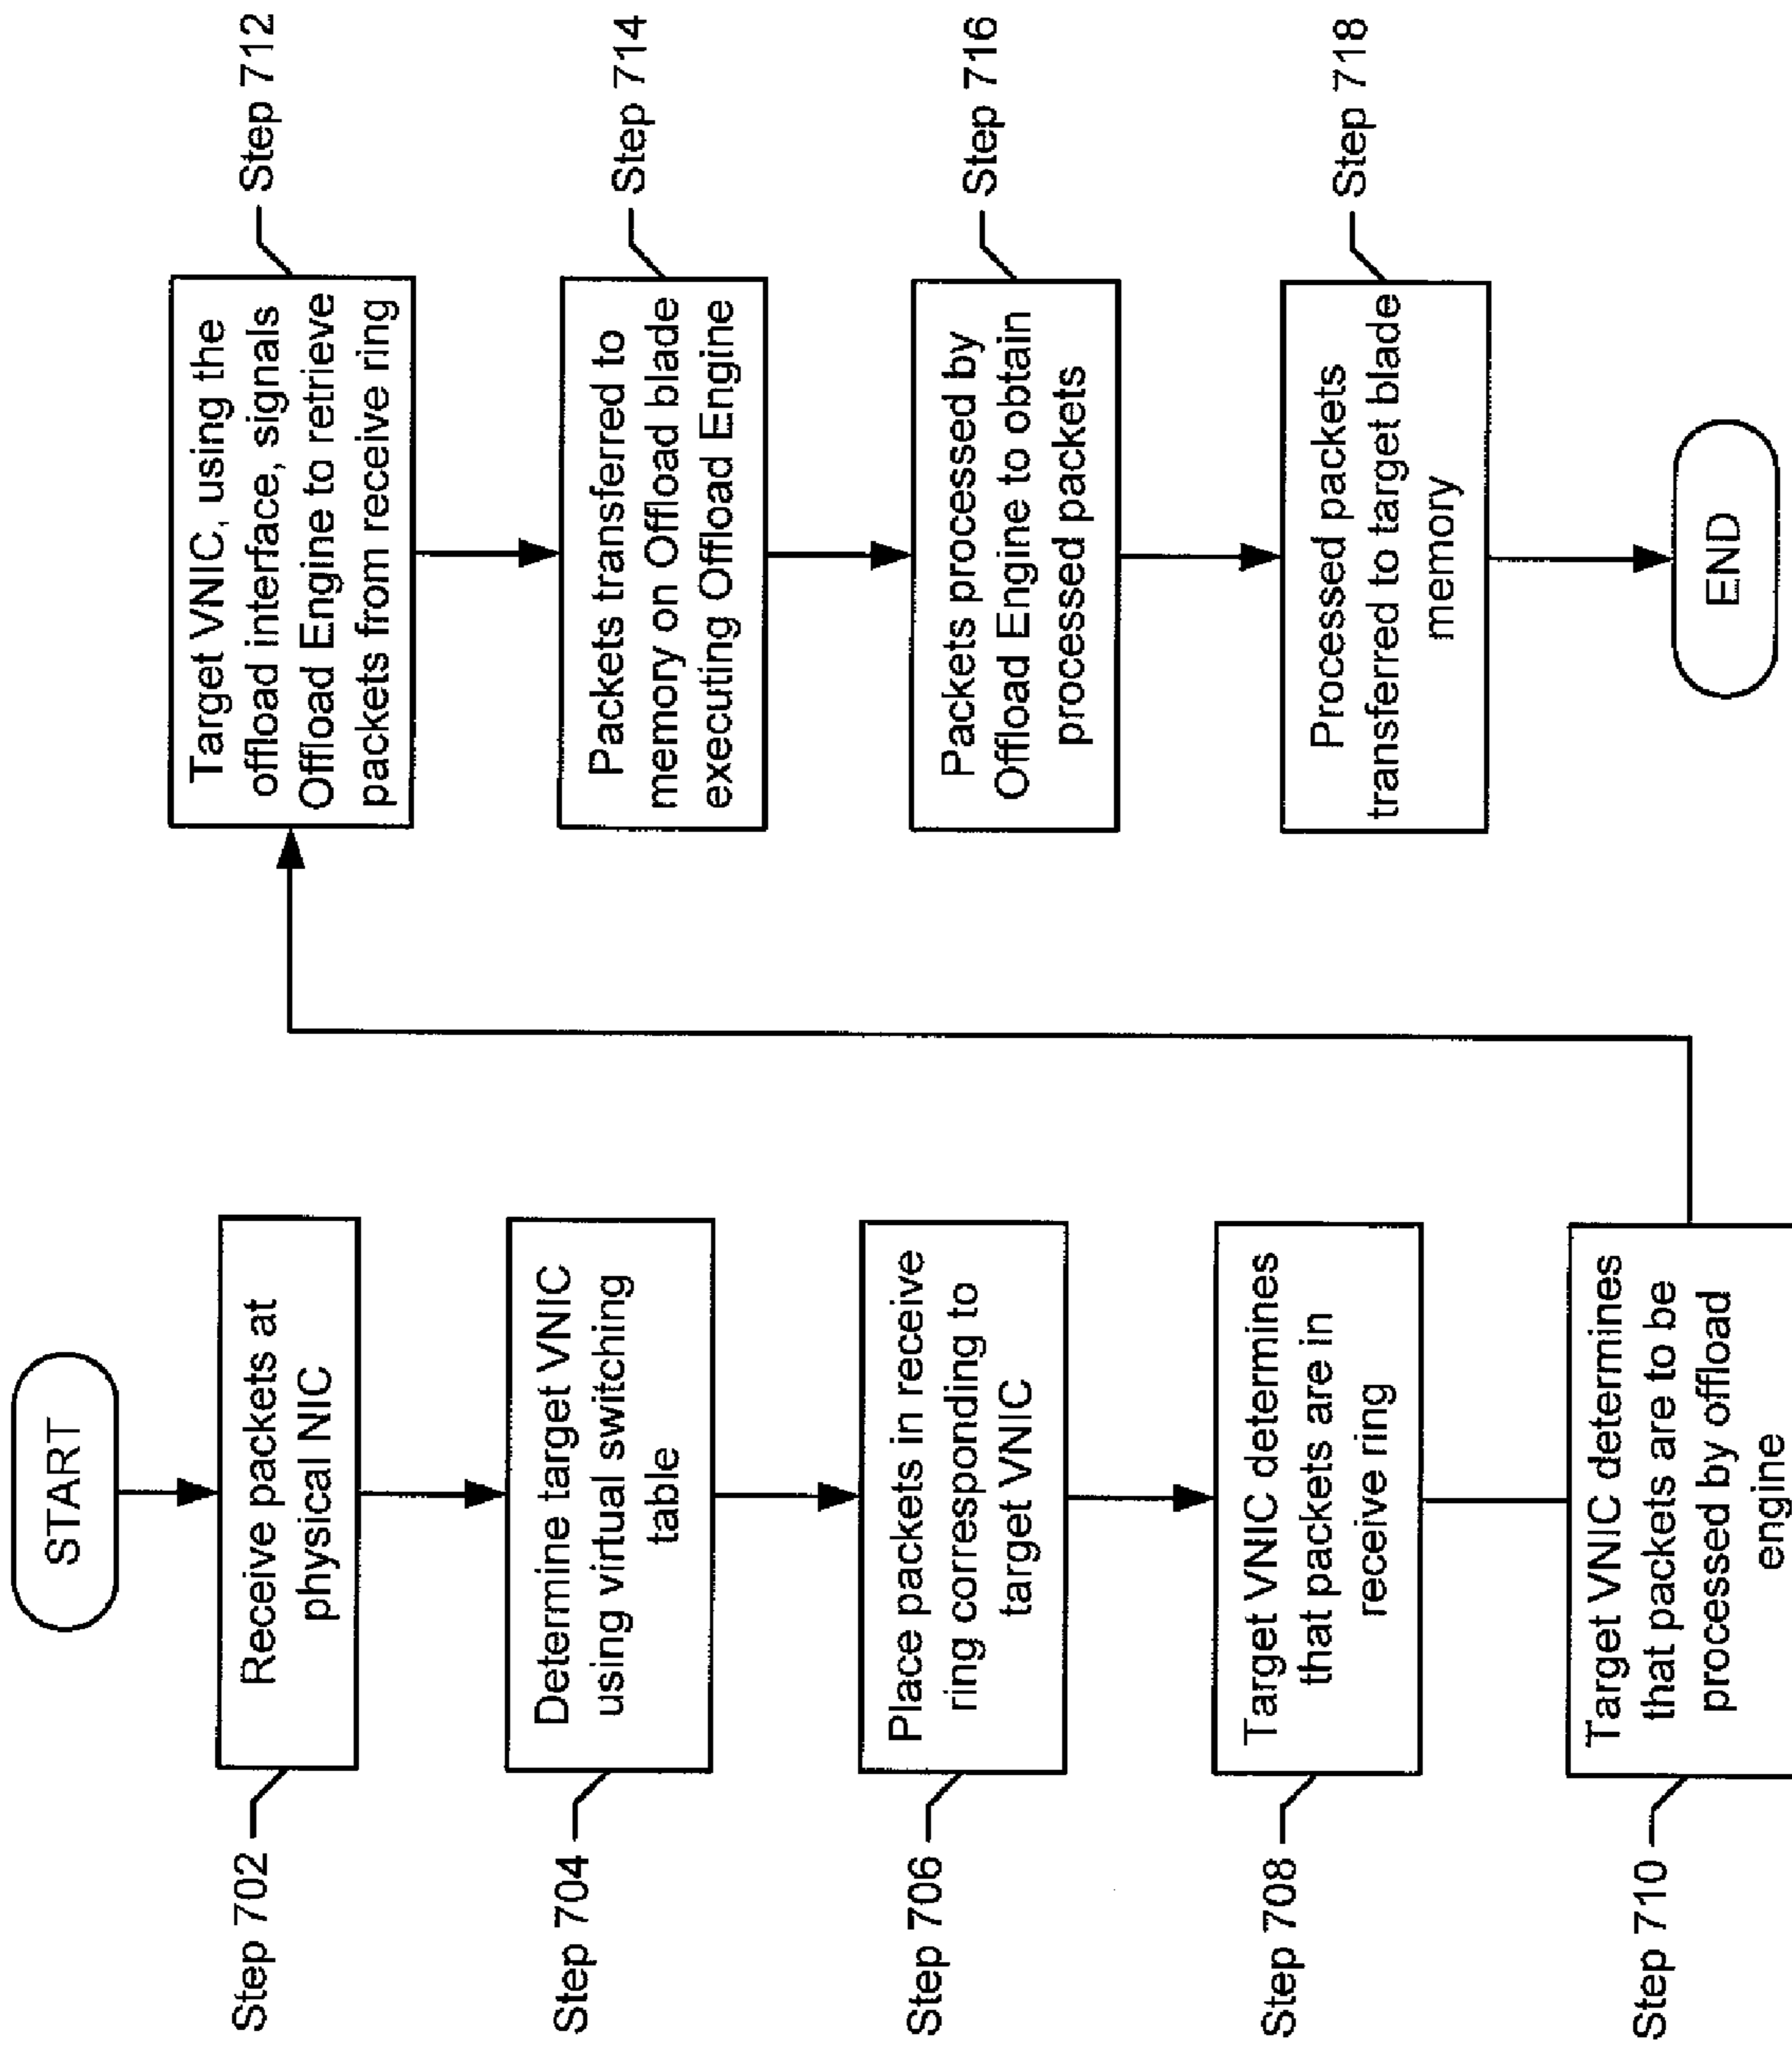 START
Step 702
Receive packets at
physical NIC
Step 704
Determine target VNIC
using virtual switching
table
Step 706
Place packets in receive
ring corresponding to
target VNIC
Step 708
Target VNIC determines
that packets are in
receive ring
Step 710
Target VNIC determines
that packets are to be
processed by offload
engine
Step 712
Target VNIC, using the
offload interface, signals
Offload Engine to retrieve
packets from receive ring
Step 714
Packets transferred to
memory on Offload blade
executing Offload Engine
Step 716
Packets processed by
Offload Engine to obtain
processed packets
Step 718
Processed packets
transferred to target blade
memory
END